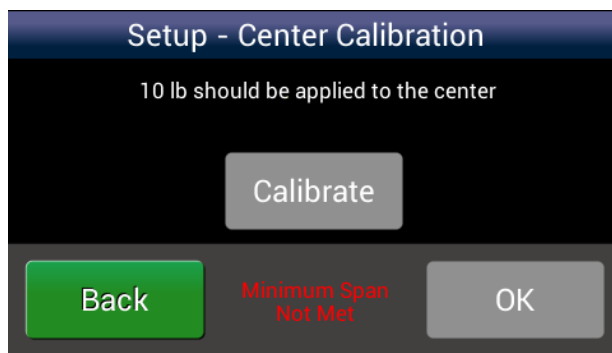 Setup - Center Calibration
10 lb should be applied to the center
Calibrate
Back
Minimum Span
Not Met
OK